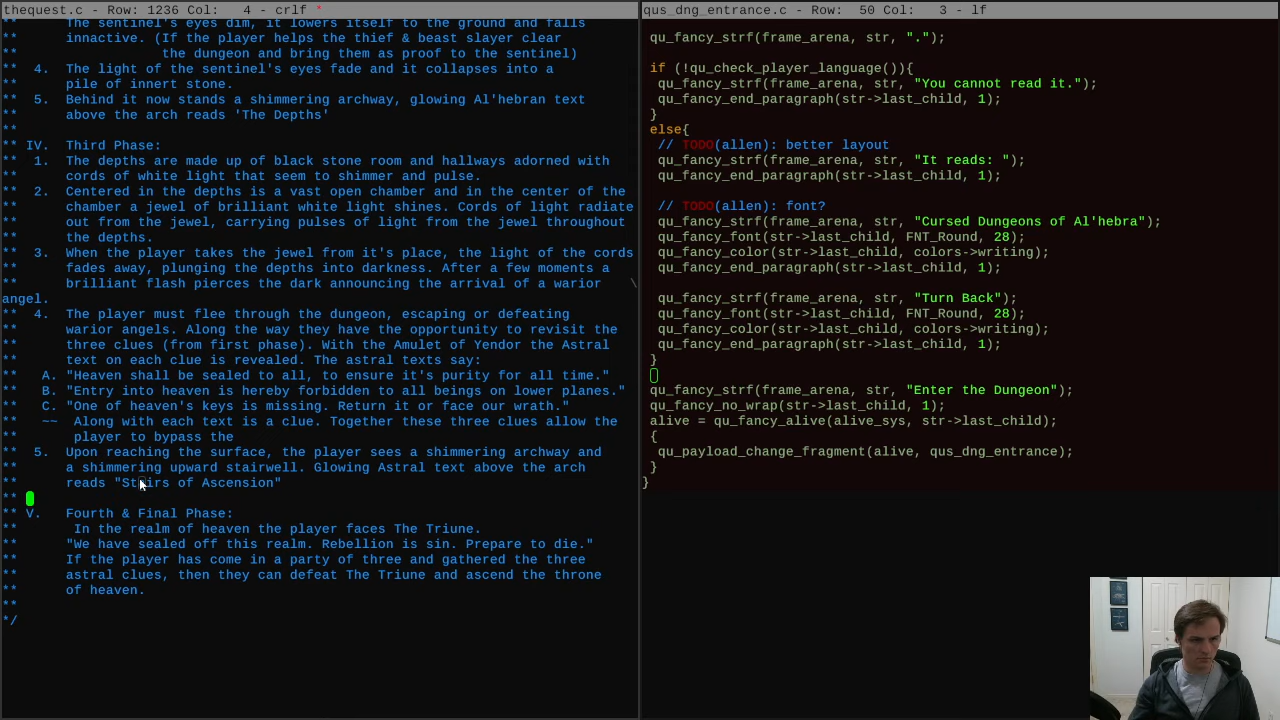 thequest.c - Row: 1236 Col:   4 - crlf *
**      The sentinel's eyes dim, it lowers itself to the ground and falls
**      innactive. (If the player helps the thief & beast slayer clear
**                  the dungeon and bring them as proof to the sentinel)
**  4.  The light of the sentinel's eyes fade and it collapses into a
**      pile of innert stone.
**  5.  Behind it now stands a shimmering archway, glowing Al'hebran text
**      above the arch reads 'The Depths'
**
** IV.  Third Phase:
**  1.  The depths are made up of black stone room and hallways adorned with
**      cords of white light that seem to shimmer and pulse.
**  2.  Centered in the depths is a vast open chamber and in the center of the
**      chamber a jewel of brilliant white light shines. Cords of light radiate
**      out from the jewel, carrying pulses of light from the jewel throughout
**      the depths.
**  3.  When the player takes the jewel from it's place, the light of the cords
**      fades away, plunging the depths into darkness. After a few moments a
**      brilliant flash pierces the dark announcing the arrival of a warior    \
angel.
**  4.  The player must flee through the dungeon, escaping or defeating
**      warior angels. Along the way they have the opportunity to revisit the
**      three clues (from first phase). With the Amulet of Yendor the Astral
**      text on each clue is revealed. The astral texts say:
**   A. "Heaven shall be sealed to all, to ensure it's purity for all time."
**   B. "Entry into heaven is hereby forbidden to all beings on lower planes."
**   C. "One of heaven's keys is missing. Return it or face our wrath."
**   ~~  Along with each text is a clue. Together these three clues allow the
**       player to bypass the
**  5.  Upon reaching the surface, the player sees a shimmering archway and
**      a shimmering upward stairwell. Glowing Astral text above the arch
**      reads "Stairs of Ascension"
**
** V.   Fourth & Final Phase:
**       In the realm of heaven the player faces The Triune.
**      "We have sealed off this realm. Rebellion is sin. Prepare to die."
**      If the player has come in a party of three and gathered the three
**      astral clues, then they can defeat The Triune and ascend the throne
**      of heaven.
**
*/
qus_dng_entrance.c - Row:  50 Col:   3 - lf
qu_fancy_strf(frame_arena, str, ".");
if (!qu_check_player_language()){
 qu_fancy_strf(frame_arena, str, "You cannot read it.");
 qu_fancy_end_paragraph(str->last_child, 1);
}
else{
 // TODO(allen): better layout
 qu_fancy_strf(frame_arena, str, "It reads: ");
 qu_fancy_end_paragraph(str->last_child, 1);
 // TODO(allen): font?
 qu_fancy_strf(frame_arena, str, "Cursed Dungeons of Al'hebra");
 qu_fancy_font(str->last_child, FNT_Round, 28);
 qu_fancy_color(str->last_child, colors->writing);
 qu_fancy_end_paragraph(str->last_child, 1);
 qu_fancy_strf(frame_arena, str, "Turn Back");
 qu_fancy_font(str->last_child, FNT_Round, 28);
 qu_fancy_color(str->last_child, colors->writing);
 qu_fancy_end_paragraph(str->last_child, 1);
}
qu_fancy_strf(frame_arena, str, "Enter the Dungeon");
qu_fancy_no_wrap(str->last_child, 1);
alive = qu_fancy_alive(alive_sys, str->last_child);
{
 qu_payload_change_fragment(alive, qus_dng_entrance);
}
}